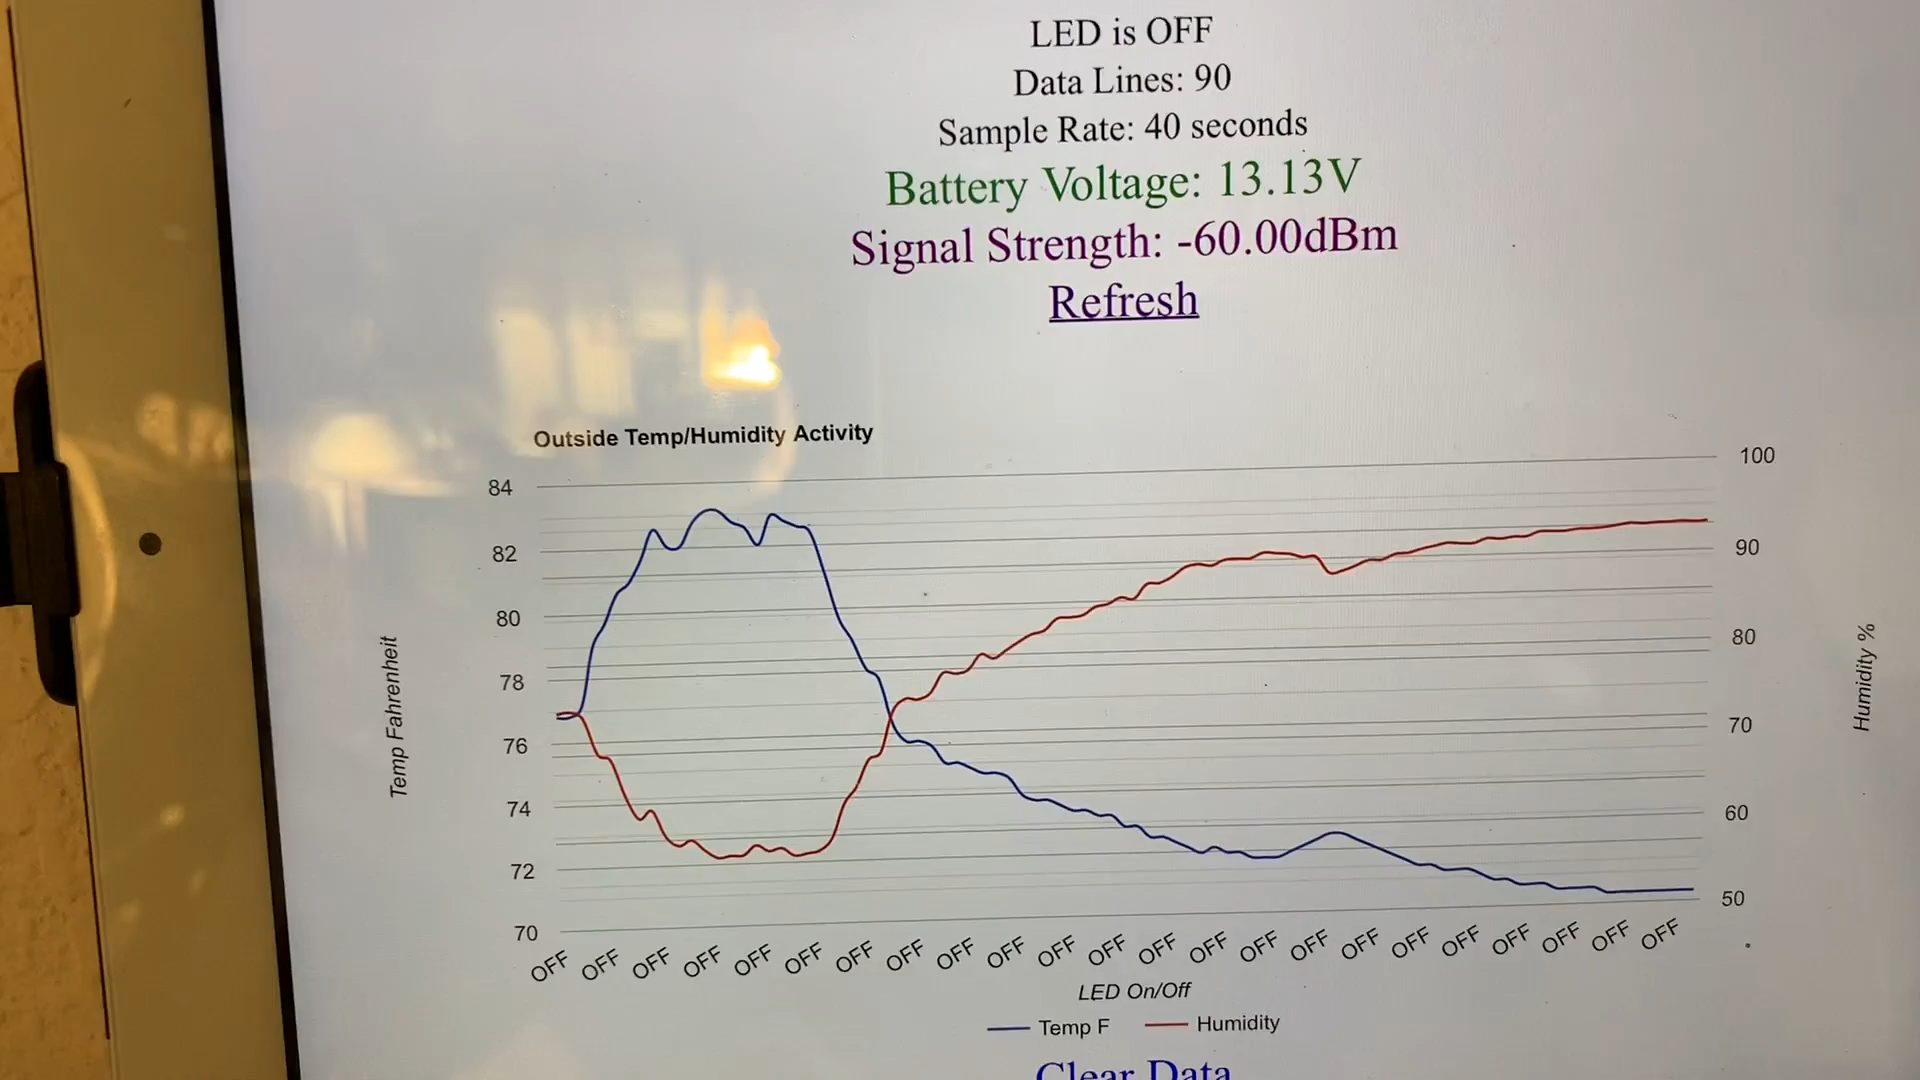 LED is OFF
Data Lines: 90
Sample Rate: 40 seconds
Battery Voltage: 13.13V
Signal Strength: -60.00dBm
Refresh
Outside Temp/Humidity Activity
84
82
80
78
76
74
72
70
Temp Fahrenheit
100
90
80
70
60
50
Humidity %
OFF OFF OFF OFF OFF OFF OFF OFF OFF OFF OFF OFF OFF OFF OFF OFF OFF OFF OFF OFF OFF OFF OFF
LED On/Off
Temp F Humidity
Clear Data